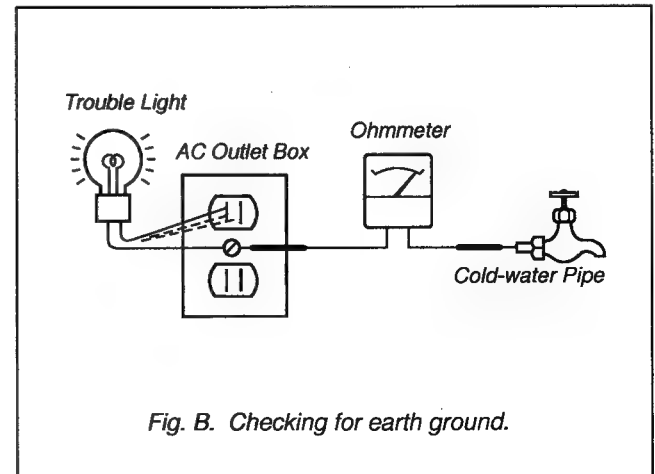 Trouble Light
AC Outlet Box
Ohmmeter
Cold-water Pipe
Fig. B. Checking for earth ground.